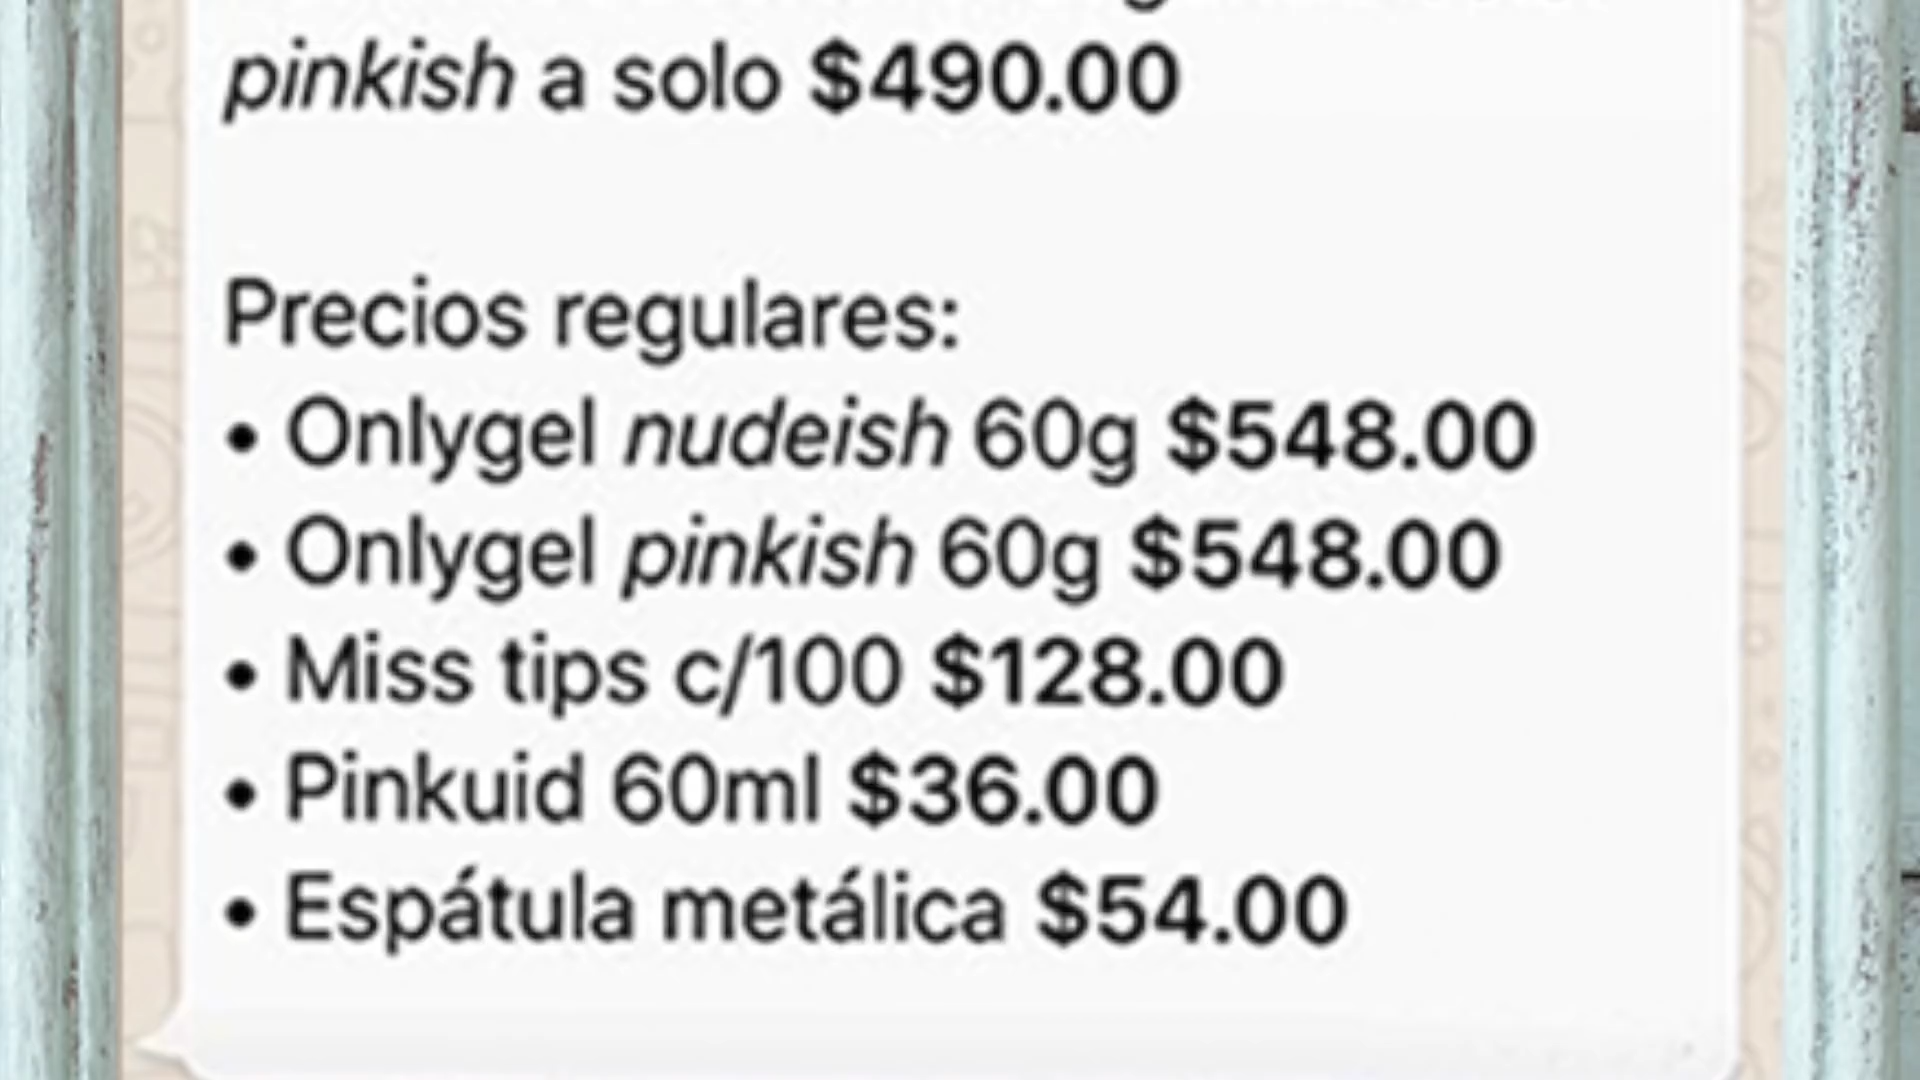 pinkish a solo $490.00
Precios regulares:
• Onlygel nudeish 60g $548.00
• Onlygel pinkish 60g $548.00
• Miss tips c/100 $128.00
• Pinkuid 60ml $36.00
• Espátula metálica $54.00